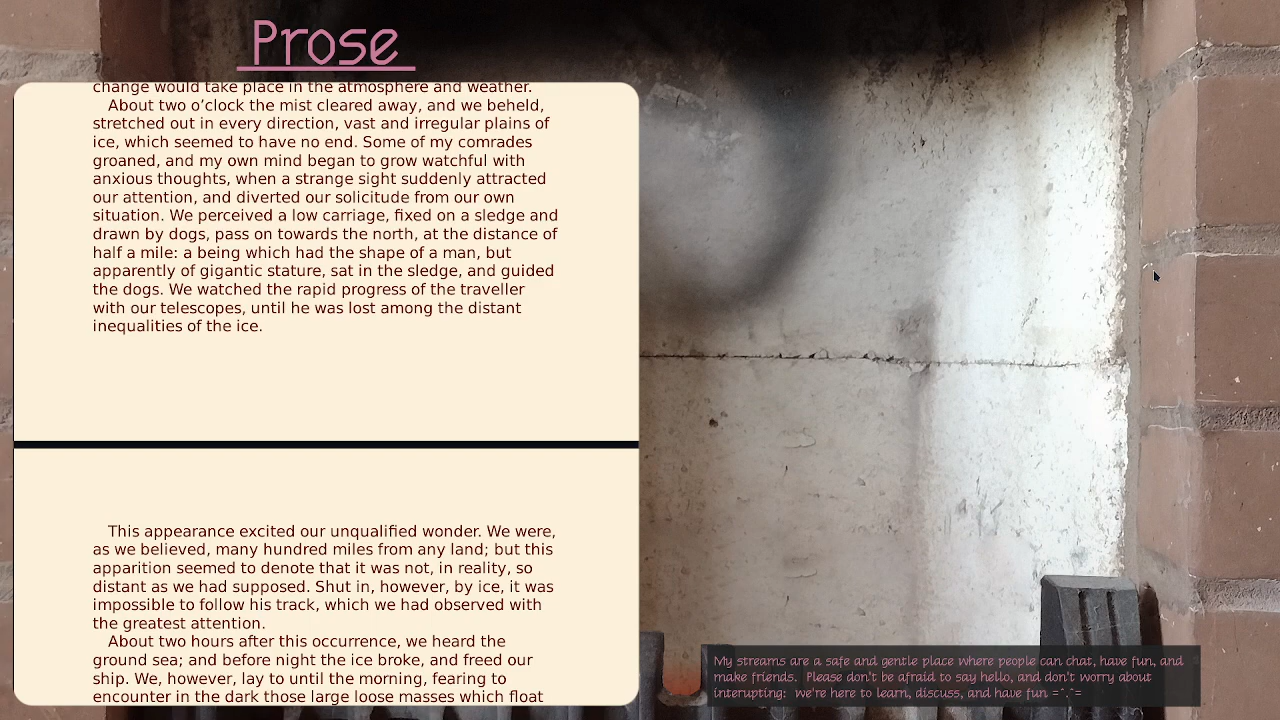 Prose
change would take place in the atmosphere and weather.
About two o’clock the mist cleared away, and we beheld,
stretched out in every direction, vast and irregular plains of
ice, which seemed to have no end. Some of my comrades
groaned, and my own mind began to grow watchful with
anxious thoughts, when a strange sight suddenly attracted
our attention, and diverted our solicitude from our own
situation. We perceived a low carriage, fixed on a sledge and
drawn by dogs, pass on towards the north, at the distance of
half a mile: a being which had the shape of a man, but
apparently of gigantic stature, sat in the sledge, and guided
the dogs. We watched the rapid progress of the traveller
with our telescopes, until he was lost among the distant
inequalities of the ice.
This appearance excited our unqualified wonder. We were,
as we believed, many hundred miles from any land; but this
apparition seemed to denote that it was not, in reality, so
distant as we had supposed. Shut in, however, by ice, it was
impossible to follow his track, which we had observed with
the greatest attention.
About two hours after this occurrence, we heard the
ground sea; and before night the ice broke, and freed our
ship. We, however, lay to until the morning, fearing to
encounter in the dark those large loose masses which float
My streams are a safe and gentle place where people can chat, have fun, and
make friends. Please don't be afraid to say hello, and don't worry about
interupting: we're here to learn, discuss, and have fun =^.^=